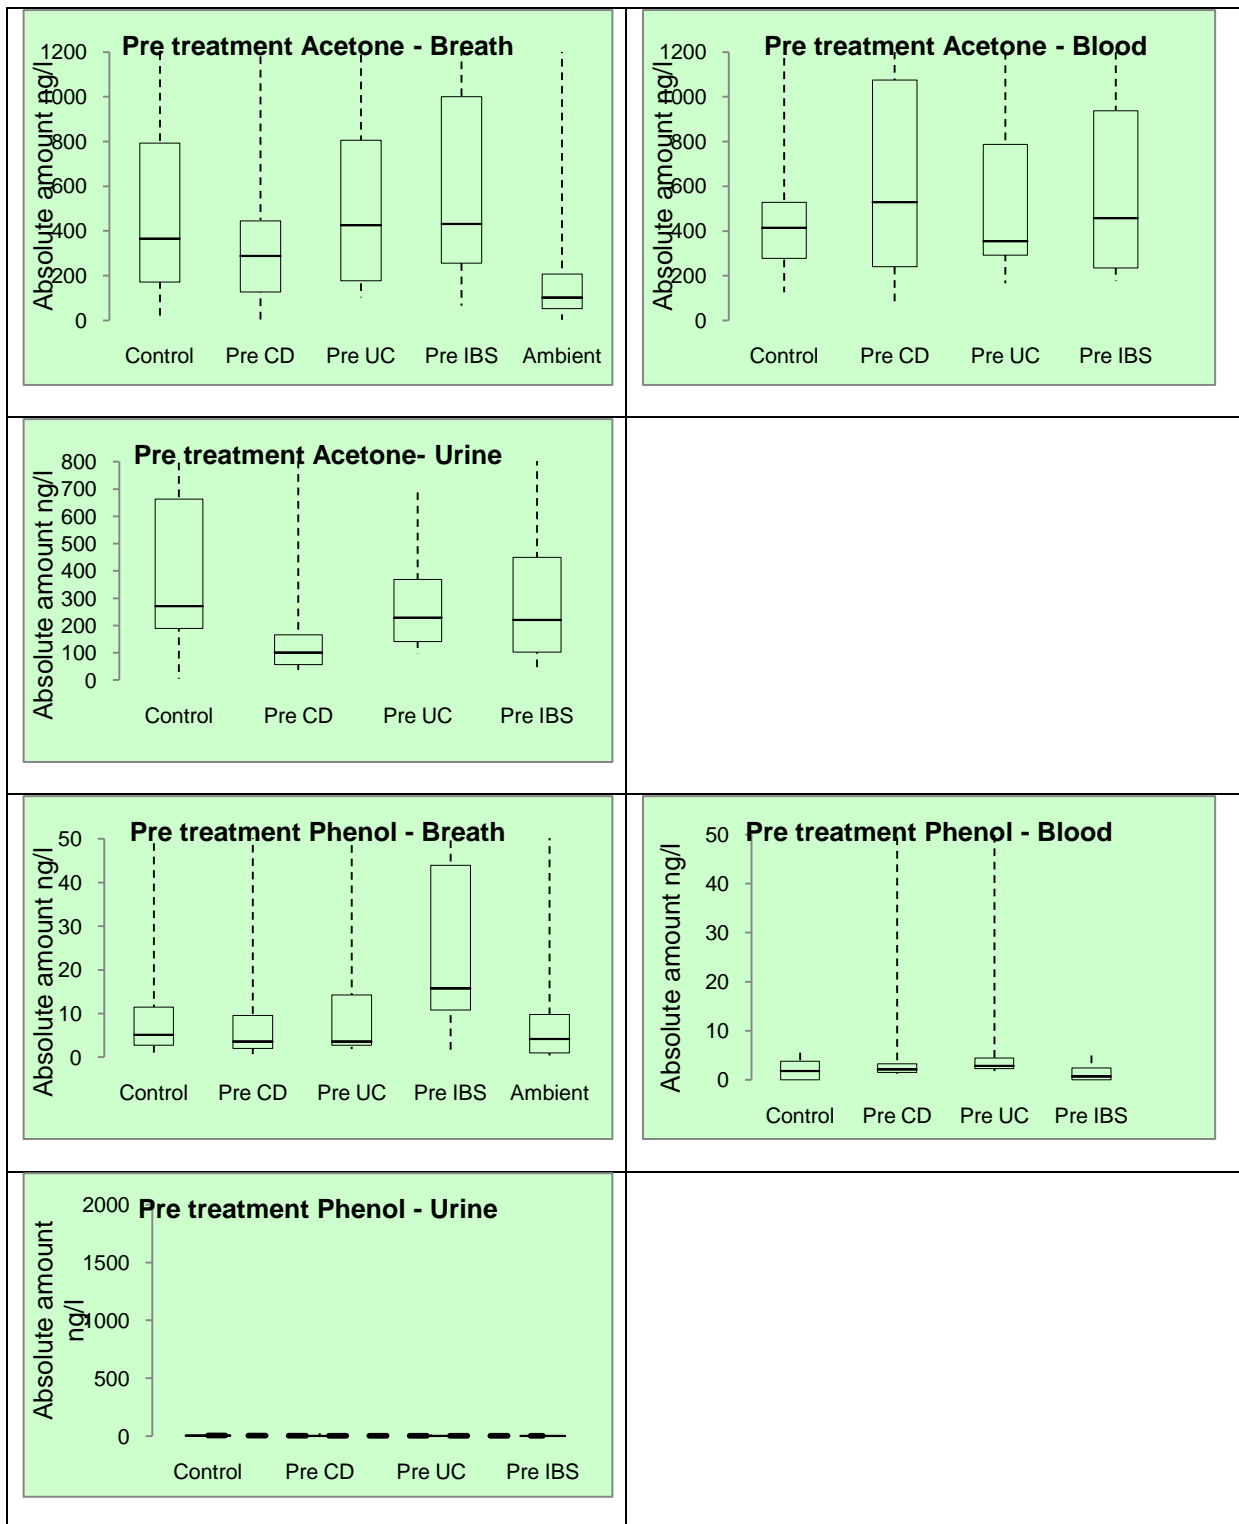 Pre treatment Acetone - Breath
Absolute amount ng/l
1200
1000
800
600
400
200
0
Control Pre CD Pre UC Pre IBS Ambient
Pre treatment Acetone - Blood
Absolute amount ng/l
1200
1000
800
600
400
200
0
Control Pre CD Pre UC Pre IBS
Pre treatment Acetone- Urine
Absolute amount ng/l
800
700
600
500
400
300
200
100
0
Control Pre CD Pre UC Pre IBS
Pre treatment Phenol - Breath
Absolute amount ng/l
50
40
30
20
10
0
Control Pre CD Pre UC Pre IBS Ambient
Pre treatment Phenol - Blood
Absolute amount ng/l
50
40
30
20
10
0
Control Pre CD Pre UC Pre IBS
Pre treatment Phenol - Urine
Absolute amount
ng/l
2000
1500
1000
500
0
Control Pre CD Pre UC Pre IBS